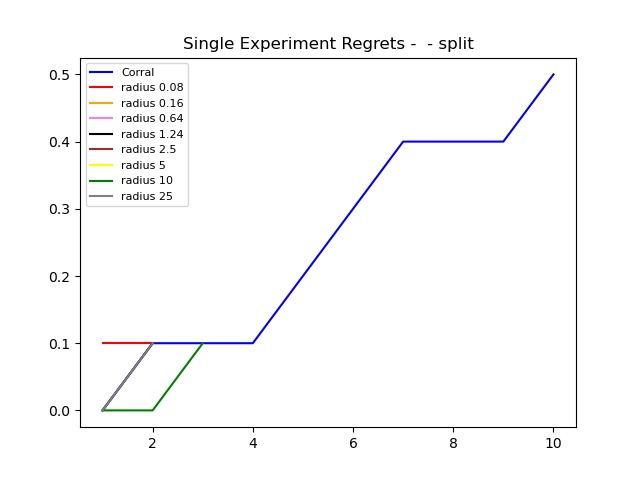 Single Experiment Regrets -  - split
Corral
radius 0.08
radius 0.16
radius 0.64
radius 1.24
radius 2.5
radius 5
radius 10
radius 25
0.5
0.4
0.3
0.2
0.1
0.0
2 4 6 8 10